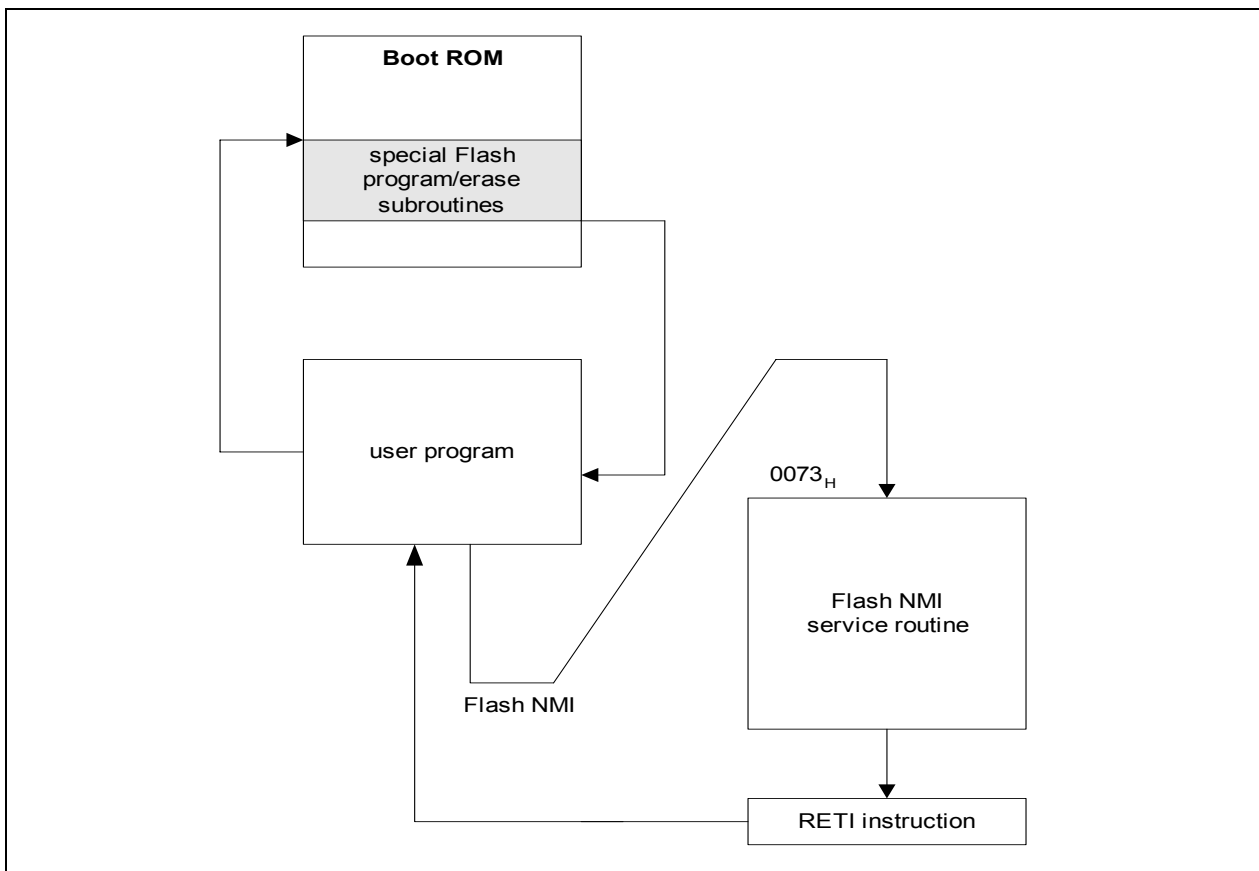 Boot ROM
special Flash
program/erase
subroutines
user program
0073H
Flash NMI
service routine
Flash NMI
RETI instruction